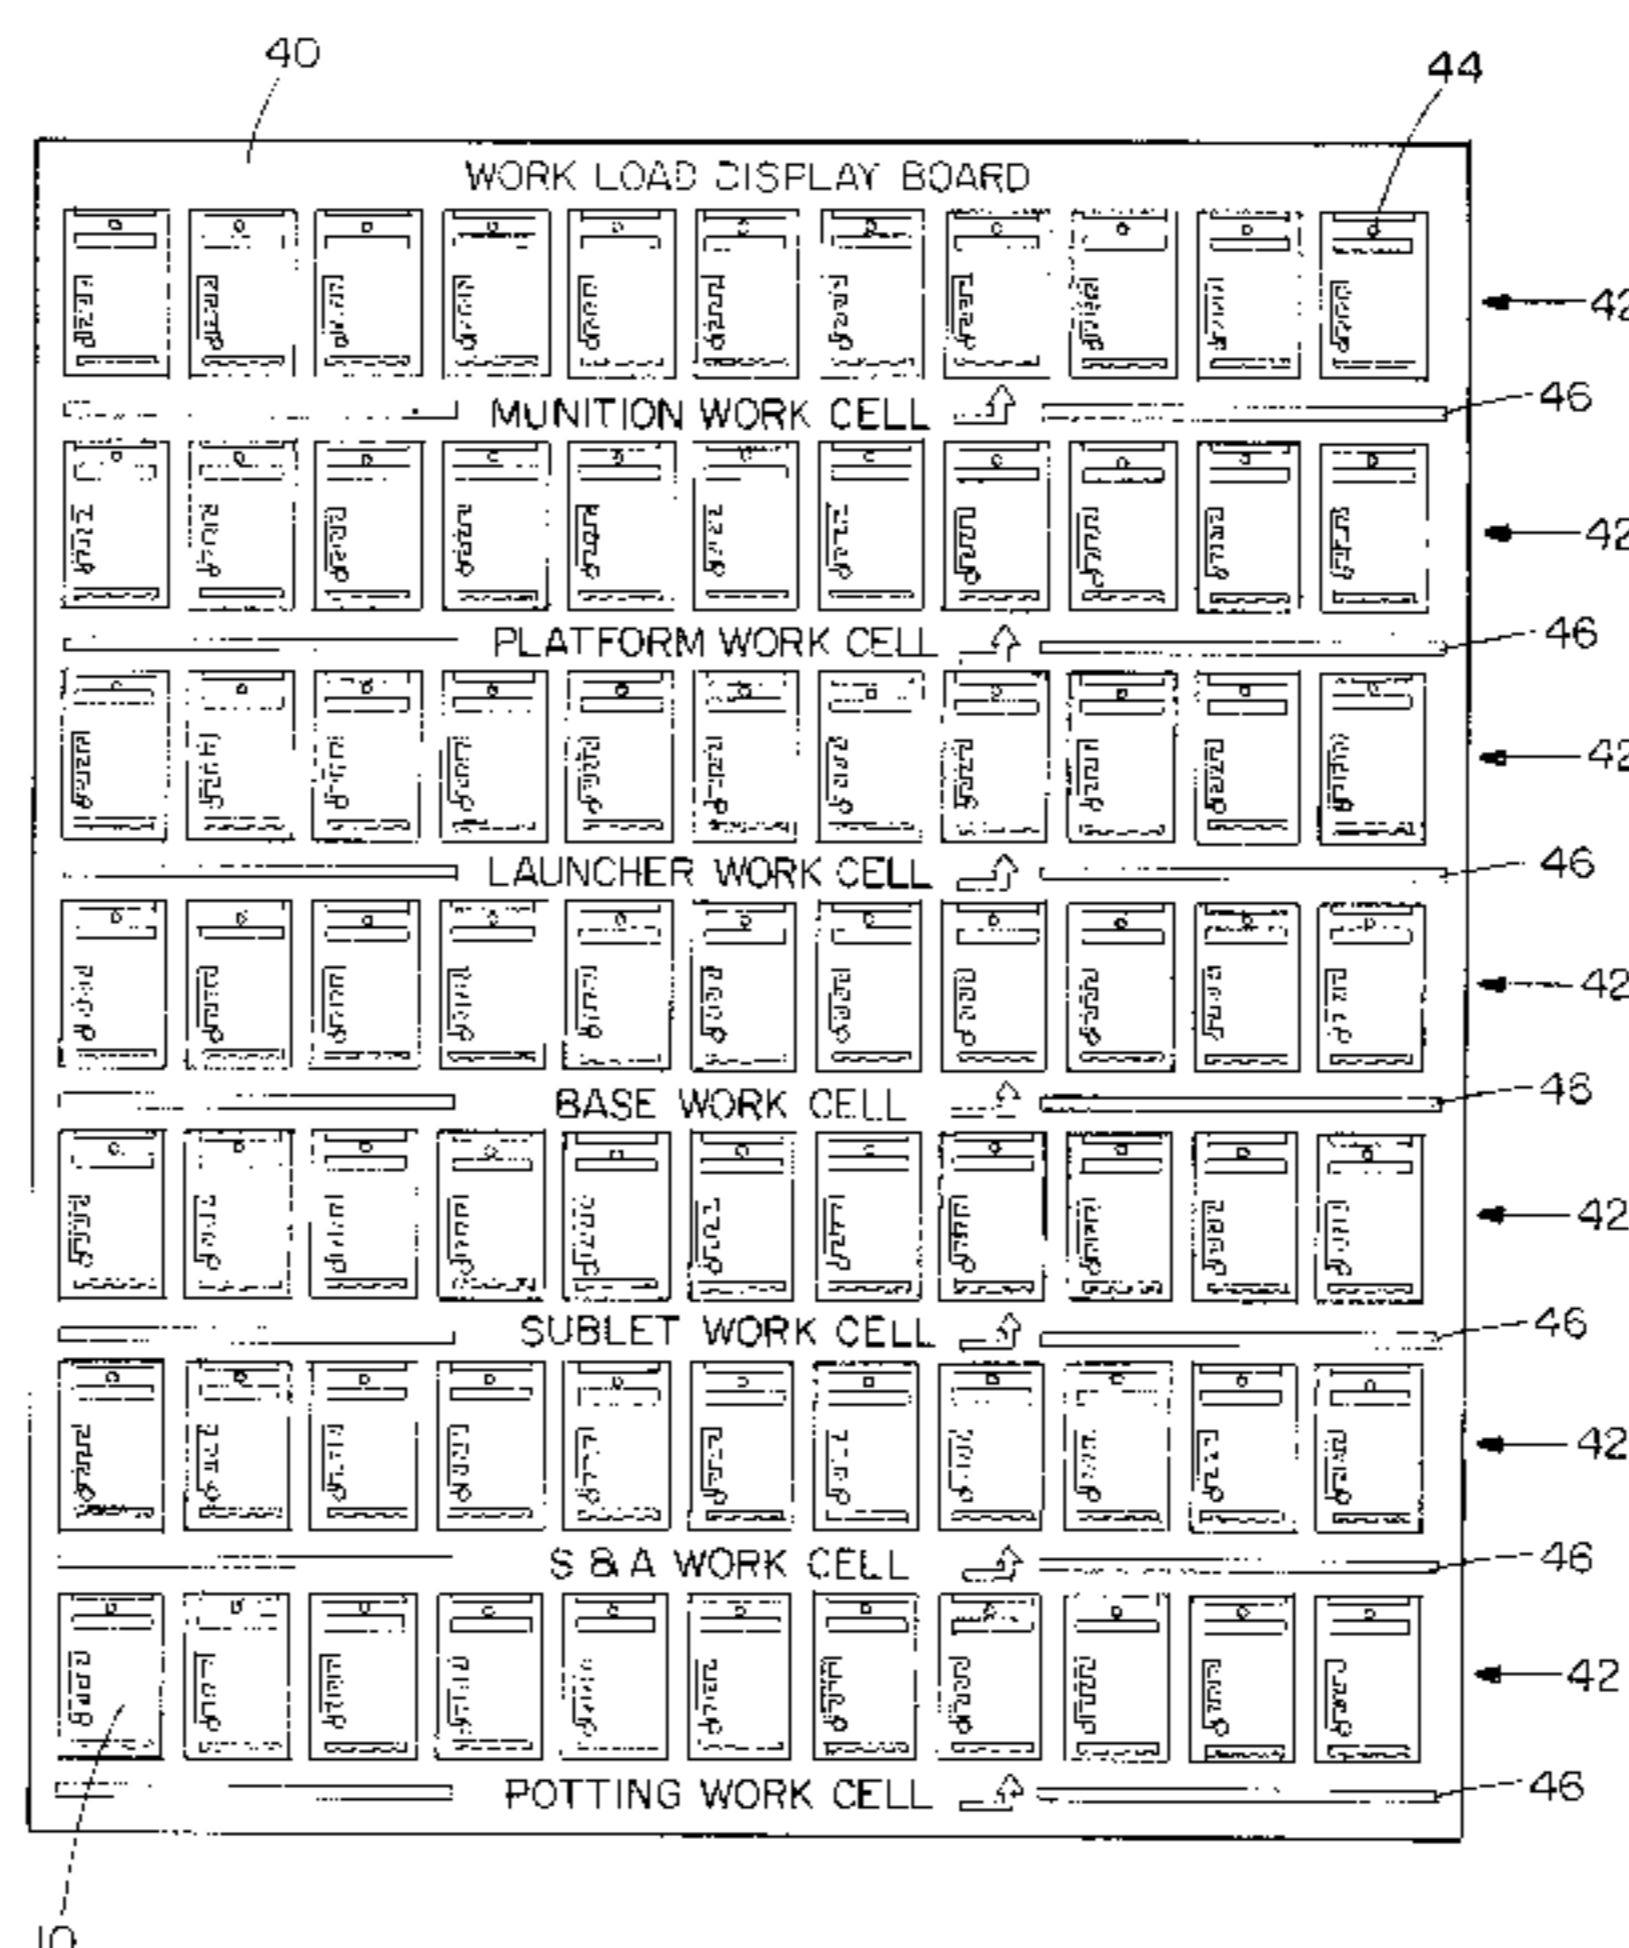 40
44
WORK LOAD DISPLAY BOARD
42
MUNITION WORK CELL
46
42
PLATFORM WORK CELL
46
42
LAUNCHER WORK CELL
46
42
BASE WORK CELL
46
42
SUBLET WORK CELL
46
42
S & A WORK CELL
46
42
POTTING WORK CELL
46
10